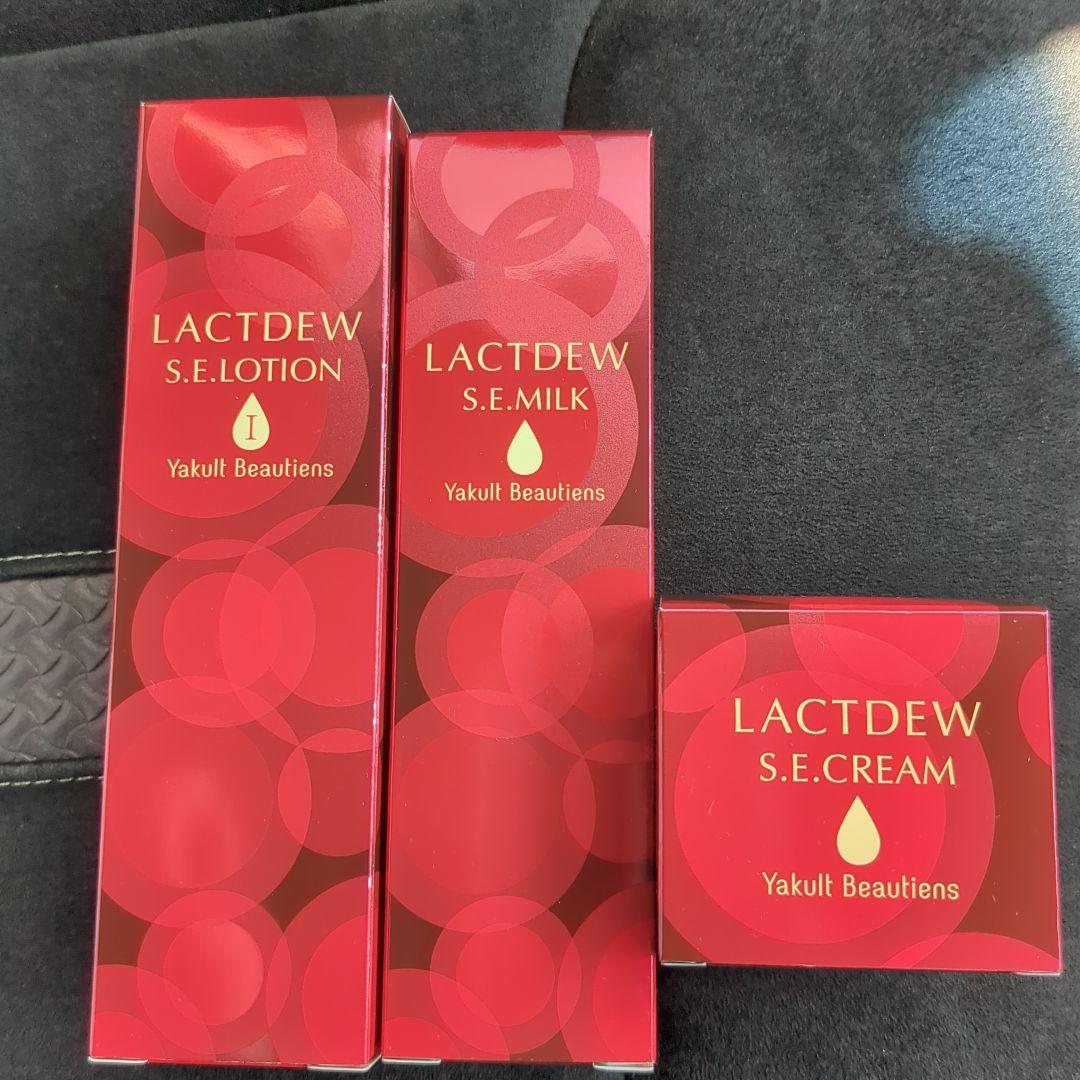 LACTDEW
S.E.LOTION
I
Yakult Beautiens
LACTDEW
S.E.MILK
Yakult Beautiens
LACTDEW
S.E.CREAM
Yakult Beautiens